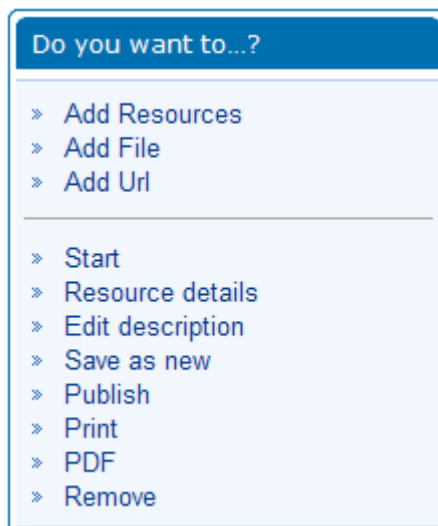 Do you want to...?
» Add Resources
» Add File
» Add Url
» Start
» Resource details
» Edit description
» Save as new
» Publish
» Print
» PDF
» Remove